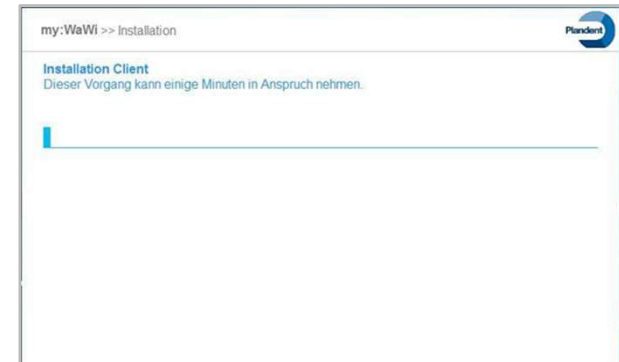 my:WaWi >> Installation
Plandent
Installation Client
Dieser Vorgang kann einige Minuten in Anspruch nehmen.